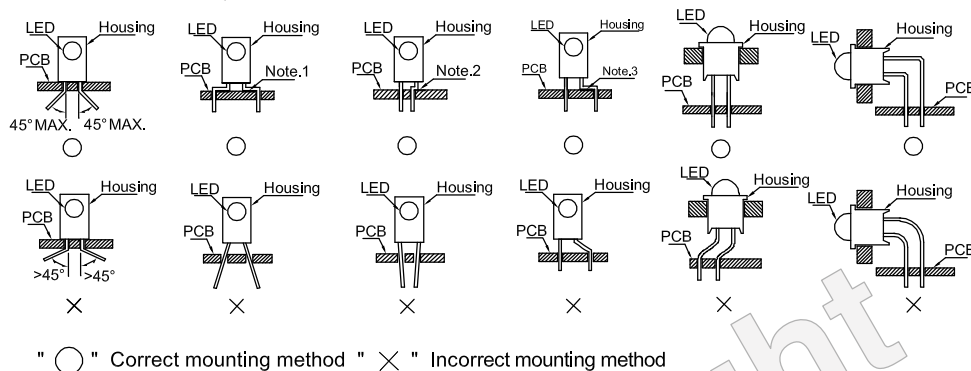 LED Housing
PCB
45° MAX. 45° MAX.
LED Housing
PCB Note.1
LED Housing
PCB Note.2
LED Housing
PCB Note.3
LED Housing
PCB
LED Housing
PCB
LED Housing
PCB
>45° >45°
LED Housing
PCB
LED Housing
PCB
LED Housing
PCB
LED Housing
PCB
LED Housing
PCB
" ◯ " Correct mounting method " ✕ " Incorrect mounting method